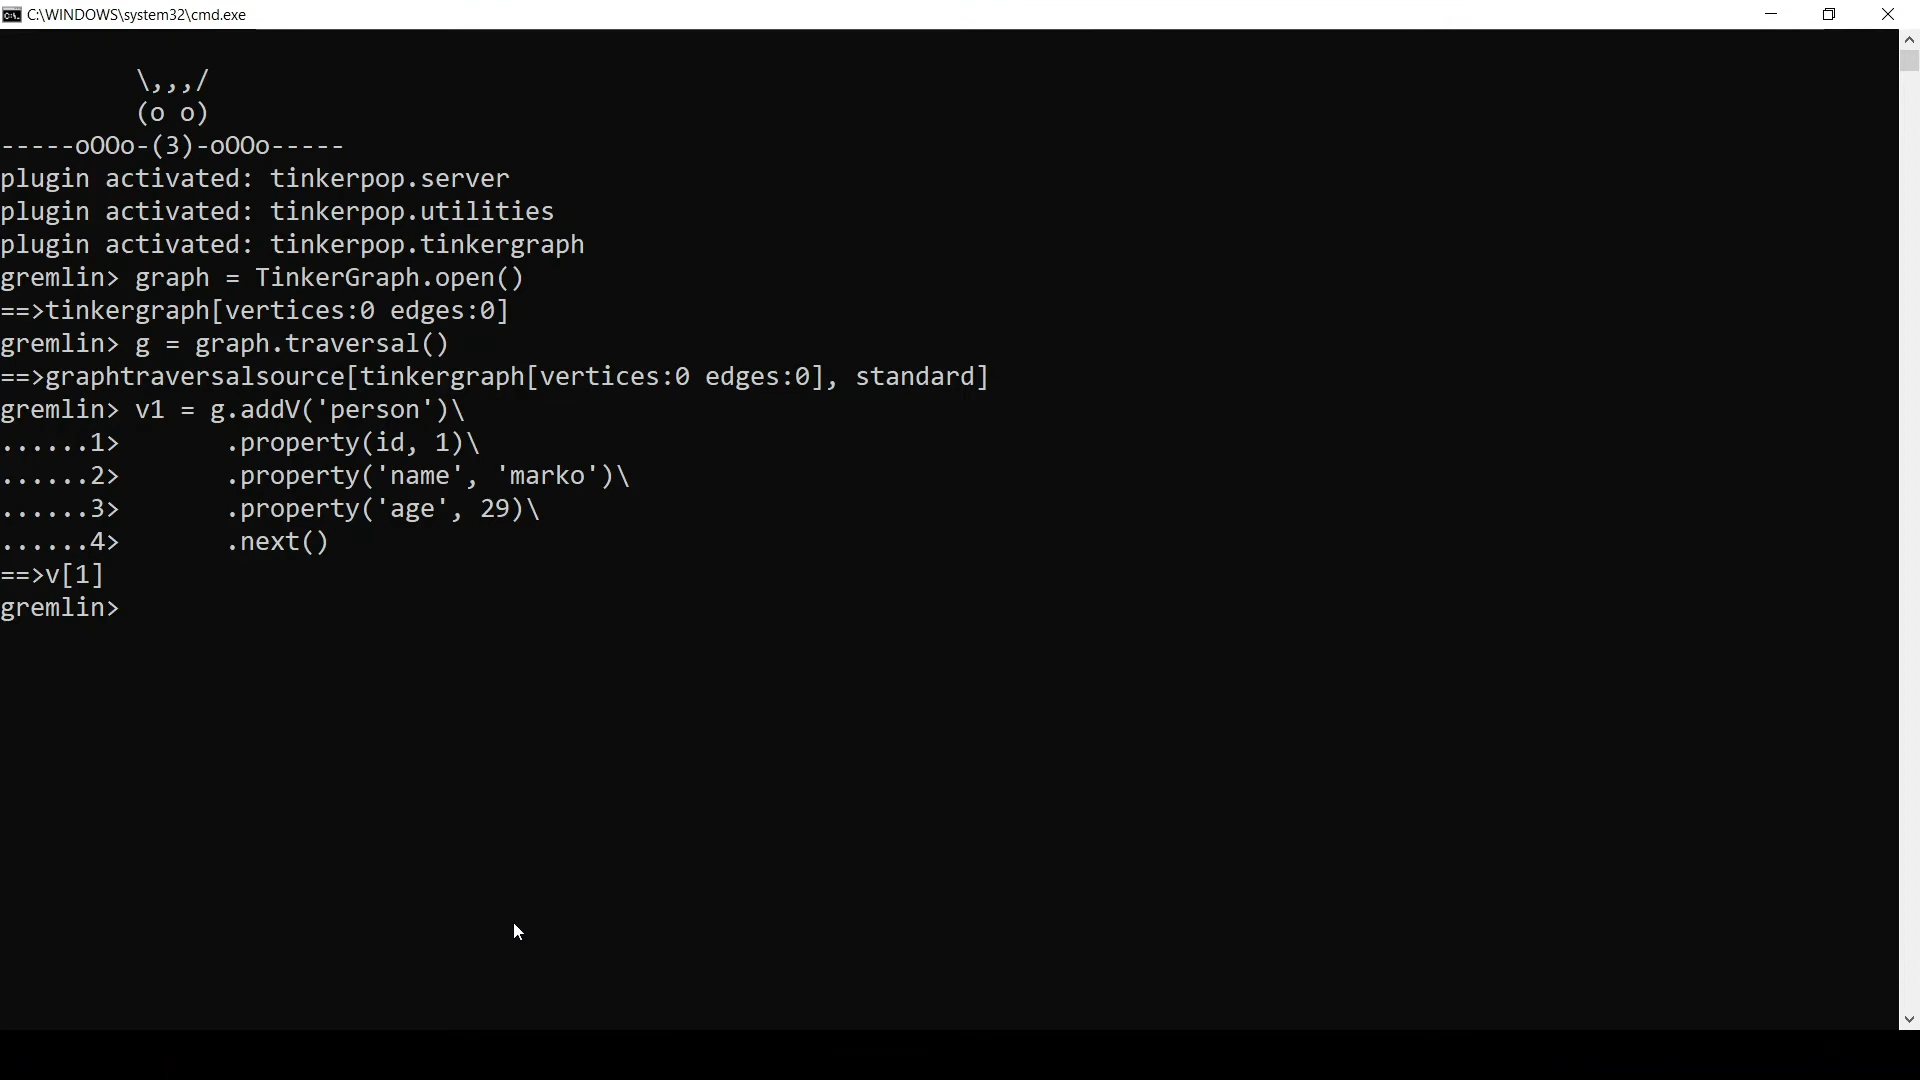 C:\WINDOWS\system32\cmd.exe
         \,,,/
         (o o)
-----oOOo-(3)-oOOo-----
plugin activated: tinkerpop.server
plugin activated: tinkerpop.utilities
plugin activated: tinkerpop.tinkergraph
gremlin> graph = TinkerGraph.open()
==>tinkergraph[vertices:0 edges:0]
gremlin> g = graph.traversal()
==>graphtraversalsource[tinkergraph[vertices:0 edges:0], standard]
gremlin> v1 = g.addV('person')\
......1>       .property(id, 1)\
......2>       .property('name', 'marko')\
......3>       .property('age', 29)\
......4>       .next()
==>v[1]
gremlin>